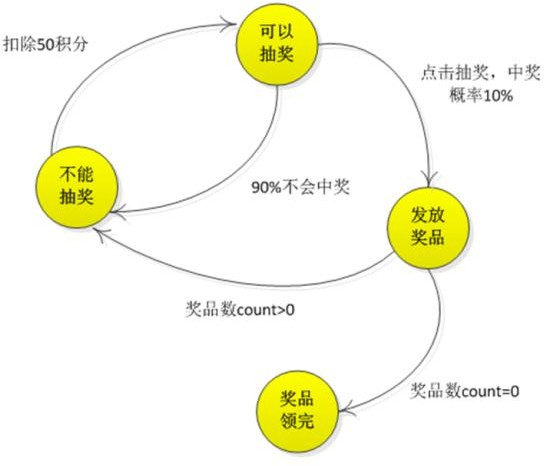 扣除50积分
可以
抽奖
点击抽奖，中奖
概率10%
不能
抽奖
90%不会中奖
发放
奖品
奖品数count>0
奖品数count=0
奖品
领完